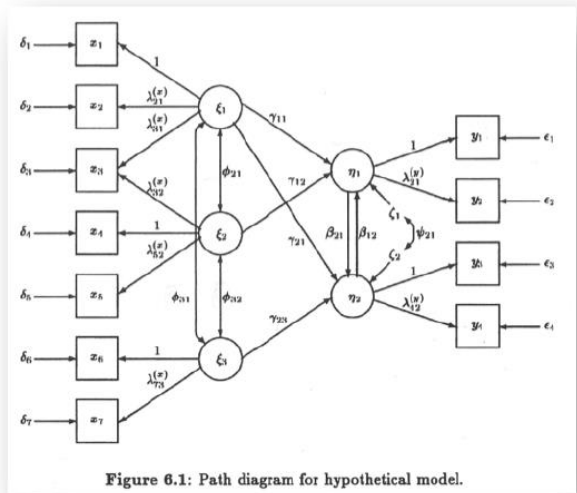 δ₁ x₁
1
δ₂ x₂ λ₂₁⁽ˣ⁾ ξ₁ γ₁₁
λ₃₁⁽ˣ⁾ 1 y₁ ϵ₁
δ₃ x₃ η₁
φ₂₁ γ₁₂ λ₂₁⁽ʸ⁾ y₂ ϵ₂
λ₃₂⁽ˣ⁾ ζ₁
δ₄ x₄ 1 ξ₂ γ₂₁ β₂₁ β₁₂ ψ₂₁
λ₅₂⁽ˣ⁾ ζ₂ 1 y₃ ϵ₃
δ₅ x₅ φ₃₁ φ₃₂ η₂
γ₂₃ λ₄₂⁽ʸ⁾ y₄ ϵ₄
δ₆ x₆ 1 ξ₃
λ₇₃⁽ˣ⁾
δ₇ x₇
Figure 6.1: Path diagram for hypothetical model.